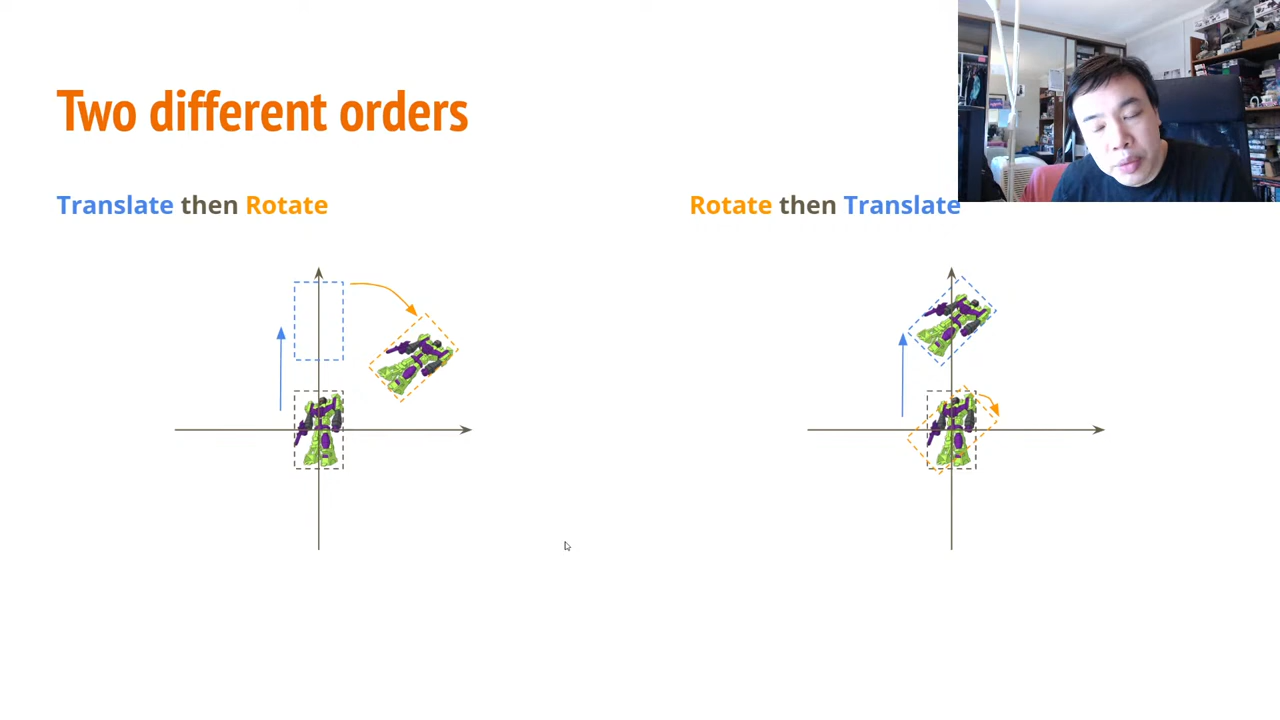 Two different orders
Translate then Rotate
Rotate then Translate